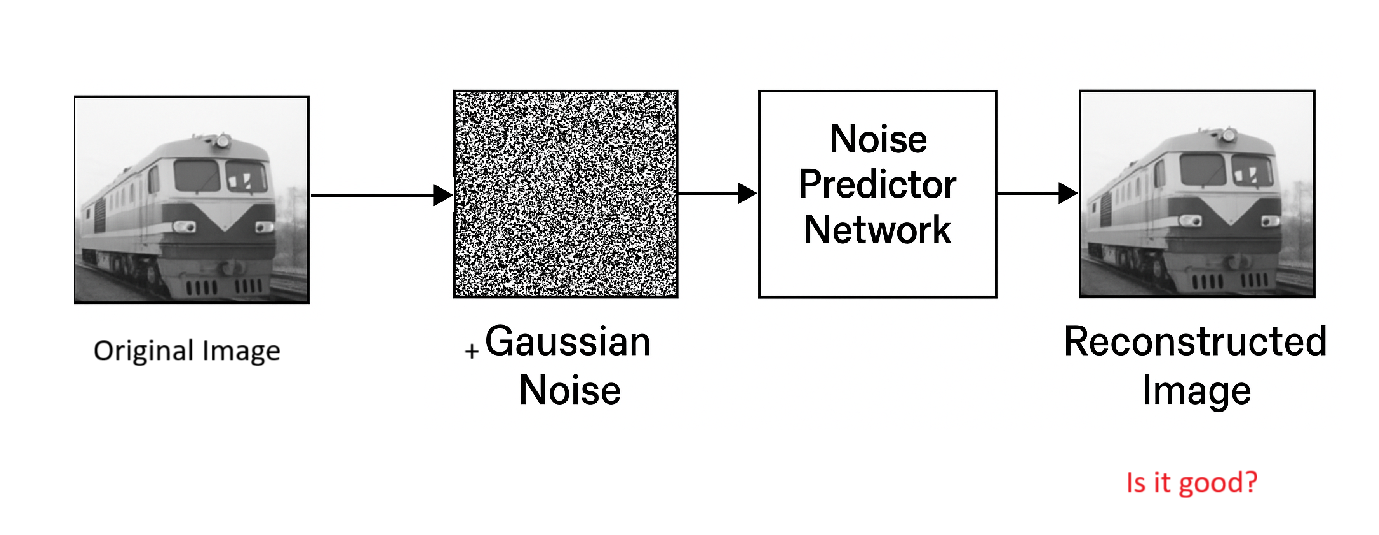 Noise
Predictor
Network
Original Image
+ Gaussian
Noise
Reconstructed
Image
Is it good?